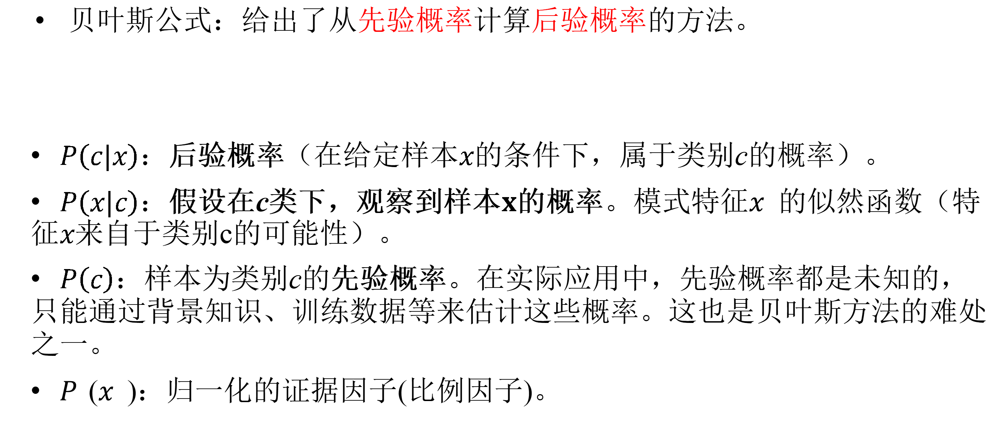 • 贝叶斯公式：给出了从先验概率计算后验概率的方法。
• P(c|x)：后验概率（在给定样本x的条件下，属于类别c的概率）。
• P(x|c)：假设在c类下，观察到样本x的概率。模式特征x 的似然函数（特
征x来自于类别c的可能性）。
• P(c)：样本为类别c的先验概率。在实际应用中，先验概率都是未知的，
只能通过背景知识、训练数据等来估计这些概率。这也是贝叶斯方法的难处
之一。
• P (x )：归一化的证据因子(比例因子)。